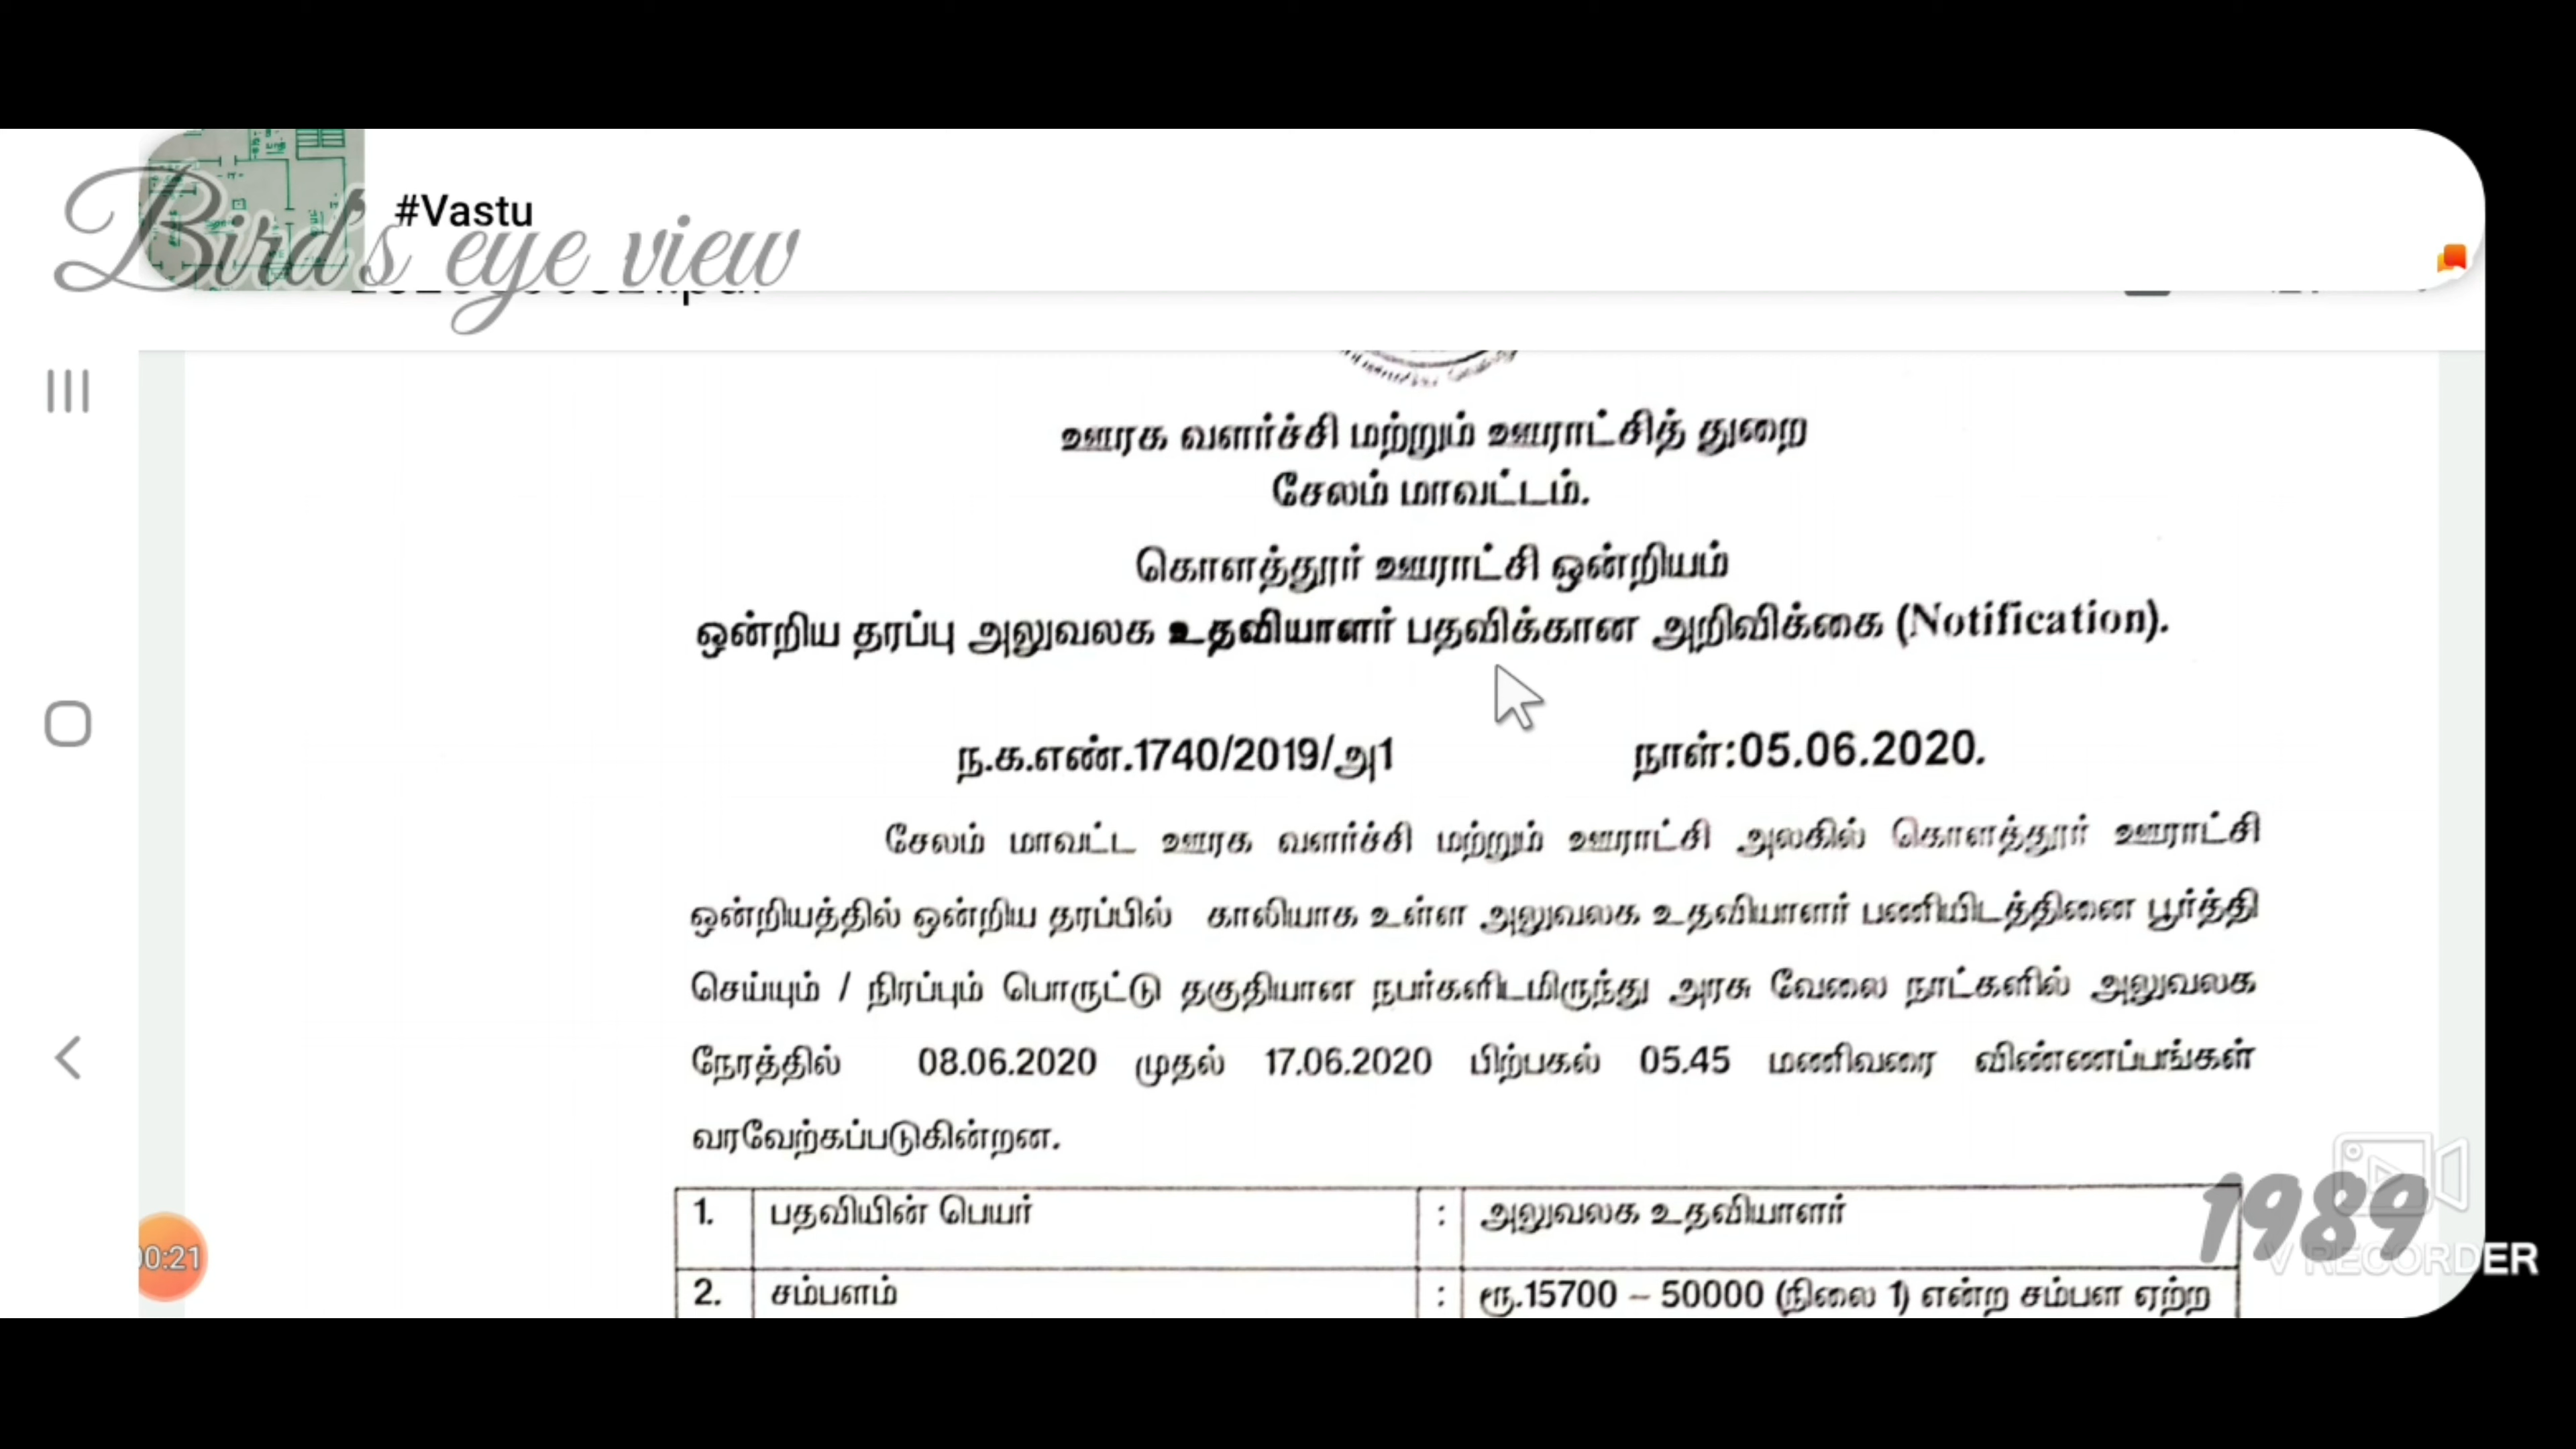 #Vastu
Bird's eye view
ஊரக வளர்ச்சி மற்றும் ஊராட்சித் துறை
சேலம் மாவட்டம்.
கொளத்தூர் ஊராட்சி ஒன்றியம்
ஒன்றிய தரப்பு அலுவலக உதவியாளர் பதவிக்கான அறிவிக்கை (Notification).
ந.க.எண்.1740/2019/அ1 நாள்:05.06.2020.
சேலம் மாவட்ட ஊரக வளர்ச்சி மற்றும் ஊராட்சி அலகில் கொளத்தூர் ஊராட்சி
ஒன்றியத்தில் ஒன்றிய தரப்பில் காலியாக உள்ள அலுவலக உதவியாளர் பணியிடத்தினை பூர்த்தி
செய்யும் / நிரப்பும் பொருட்டு தகுதியான நபர்களிடமிருந்து அரசு வேலை நாட்களில் அலுவலக
நேரத்தில் 08.06.2020 முதல் 17.06.2020 பிற்பகல் 05.45 மணிவரை விண்ணப்பங்கள்
வரவேற்கப்படுகின்றன.
1. பதவியின் பெயர் : அலுவலக உதவியாளர்
2. சம்பளம் : ரூ.15700 – 50000 (நிலை 1) என்ற சம்பள ஏற்ற
00:21
1989
V RECORDER